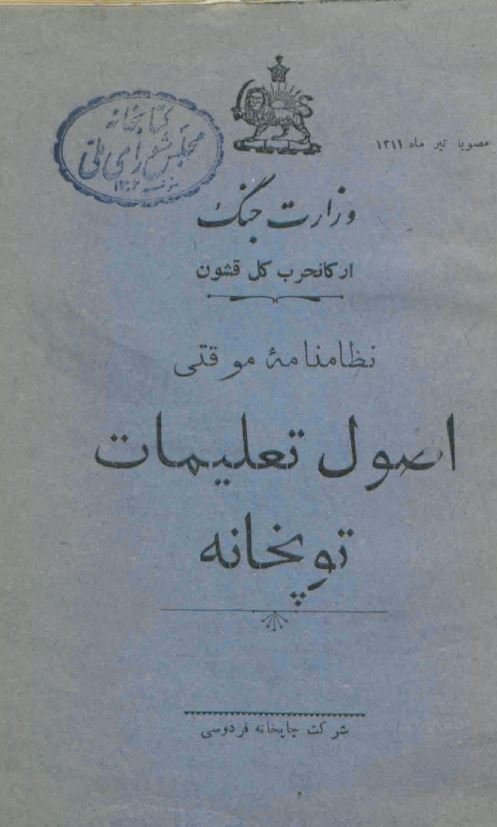 کتابخانه
مجلس شورای ملی
مصوبا تیر ماه ۱۳۱۱
وزارت جنگ
ارکانحرب کل قشون
نظامنامهٔ موقتی
اصول تعلیمات
توپخانه
شرکت چاپخانه فردوسی